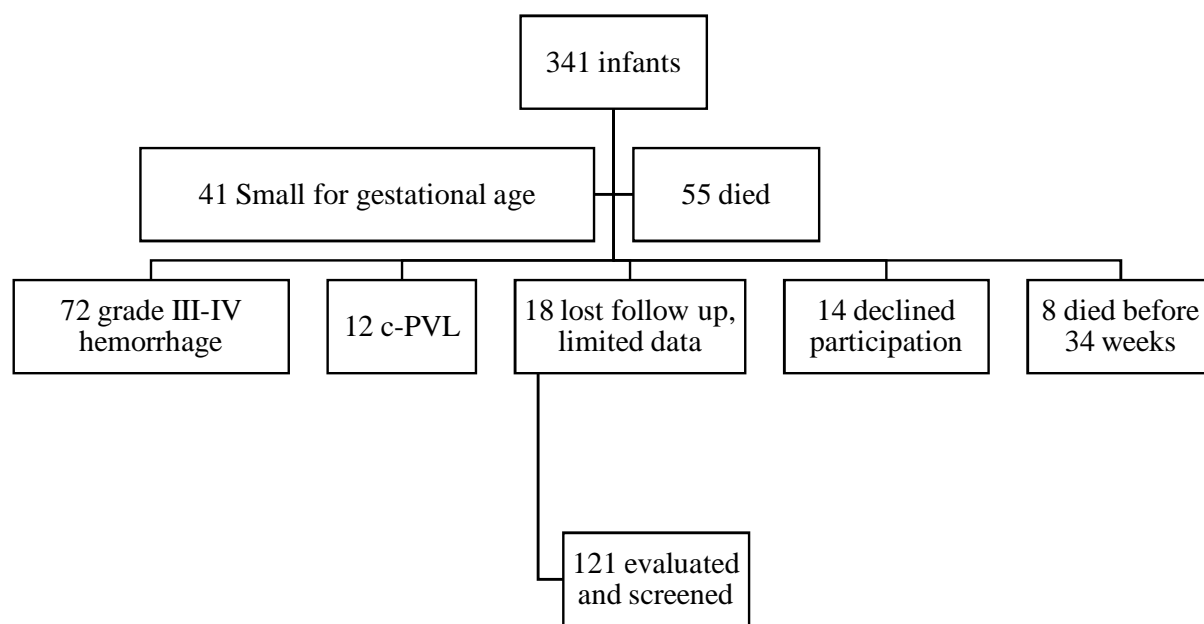 341 infants
41 Small for gestational age
55 died
72 grade III-IV
hemorrhage
12 c-PVL
18 lost follow up,
limited data
14 declined
participation
8 died before
34 weeks
121 evaluated
and screened